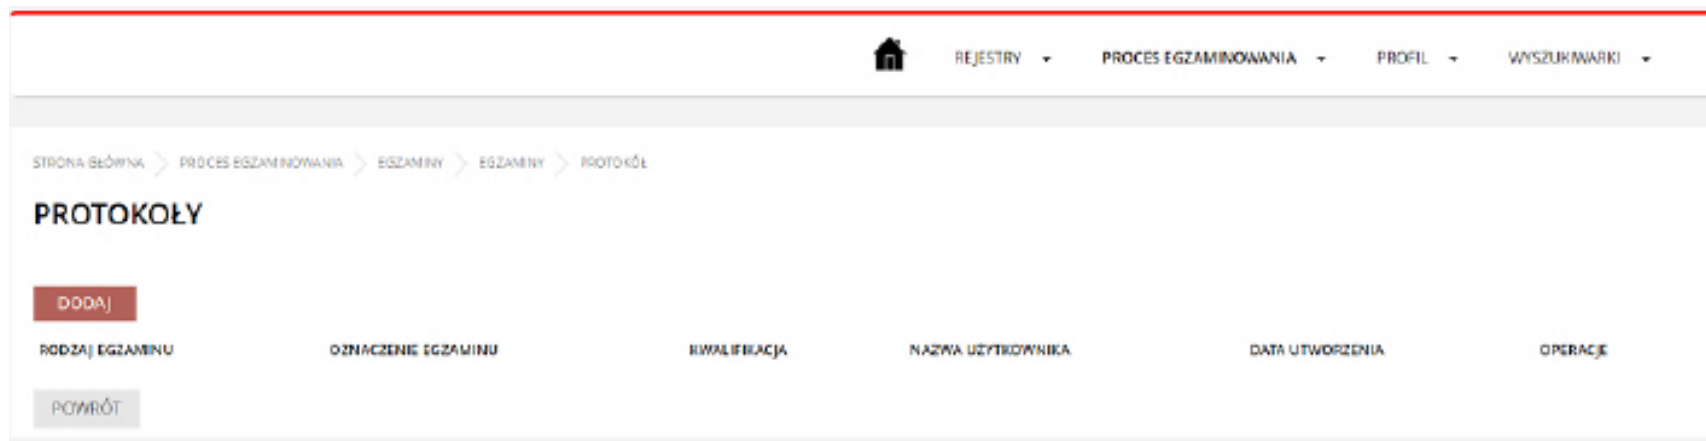 REJESTRY PROCES EGZAMINOWANIA PROFIL WYSZUKIWARKI
STRONA GŁÓWNA PROCES EGZAMINOWANIA EGZAMINY EGZAMINY PROTOKÓŁ
PROTOKOŁY
DODAJ
RODZAJ EGZAMINU OZNACZENIE EGZAMINU KWALIFIKACJA NAZWA UŻYTKOWNIKA DATA UTWORZENIA OPERACJE
POWRÓT